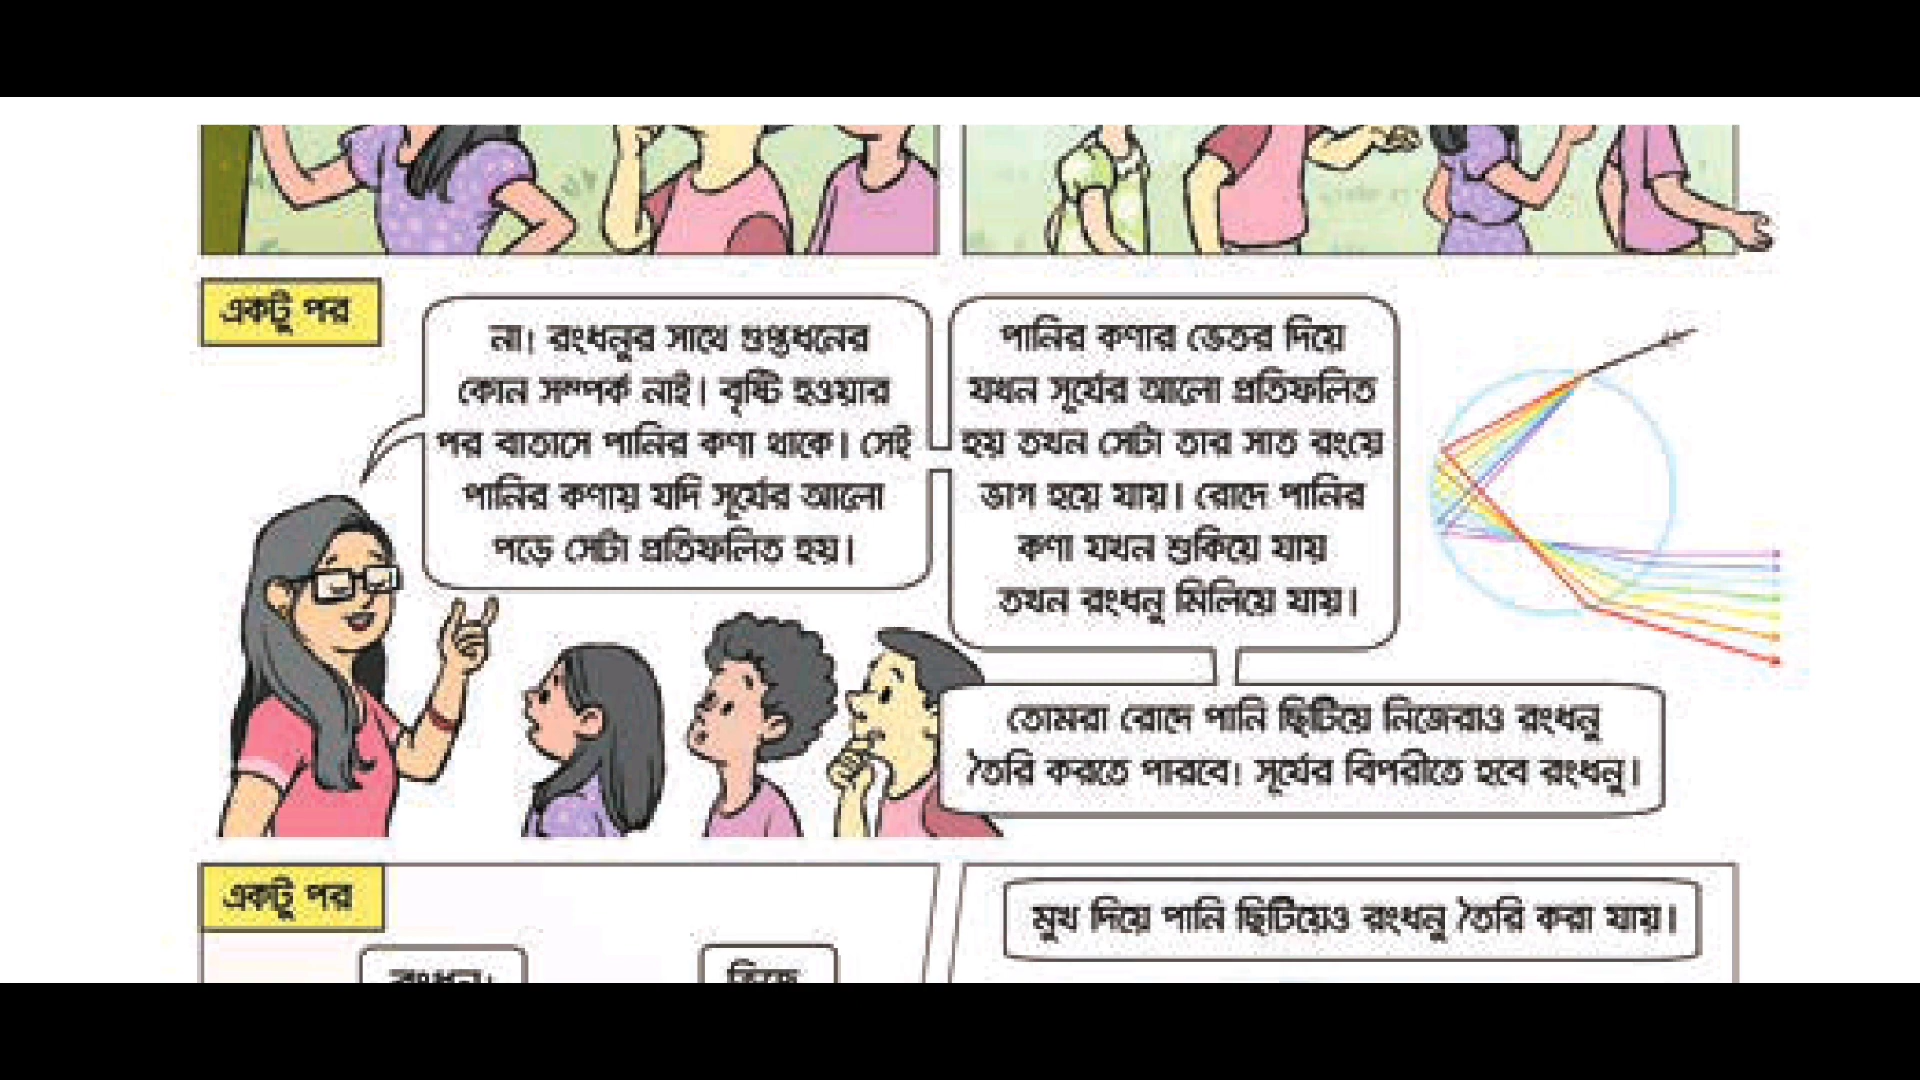 একটু পর
না! রংধনুর সাথে গুপ্তধনের
কোন সম্পর্ক নাই। বৃষ্টি হওয়ার
পর বাতাসে পানির কণা থাকে। সেই
পানির কণায় যদি সূর্যের আলো
পড়ে সেটা প্রতিফলিত হয়।
পানির কণার ভেতর দিয়ে
যখন সূর্যের আলো প্রতিফলিত
হয় তখন সেটা তার সাত রংয়ে
ভাগ হয়ে যায়। রোদে পানির
কণা যখন শুকিয়ে যায়
তখন রংধনু মিলিয়ে যায়।
তোমরা রোদে পানি ছিটিয়ে নিজেরাও রংধনু
তৈরি করতে পারবে! সূর্যের বিপরীতে হবে রংধনু।
একটু পর
মুখ দিয়ে পানি ছিটিয়েও রংধনু তৈরি করা যায়।